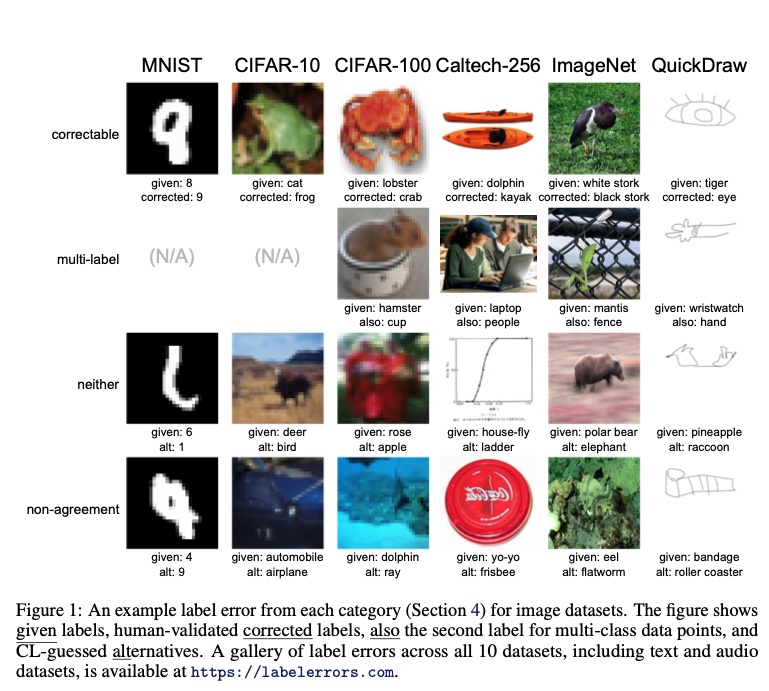 MNIST CIFAR-10 CIFAR-100 Caltech-256 ImageNet QuickDraw
correctable
given: 8 given: cat given: lobster given: dolphin given: white stork given: tiger
corrected: 9 corrected: frog corrected: crab corrected: kayak corrected: black stork corrected: eye
multi-label (N/A) (N/A)
given: hamster given: laptop given: mantis given: wristwatch
also: cup also: people also: fence also: hand
neither
given: 6 given: deer given: rose given: house-fly given: polar bear given: pineapple
alt: 1 alt: bird alt: apple alt: ladder alt: elephant alt: raccoon
non-agreement
given: 4 given: automobile given: dolphin given: yo-yo given: eel given: bandage
alt: 9 alt: airplane alt: ray alt: frisbee alt: flatworm alt: roller coaster
Figure 1: An example label error from each category (Section 4) for image datasets. The figure shows
given labels, human-validated corrected labels, also the second label for multi-class data points, and
CL-guessed alternatives. A gallery of label errors across all 10 datasets, including text and audio
datasets, is available at https://labelerrors.com.